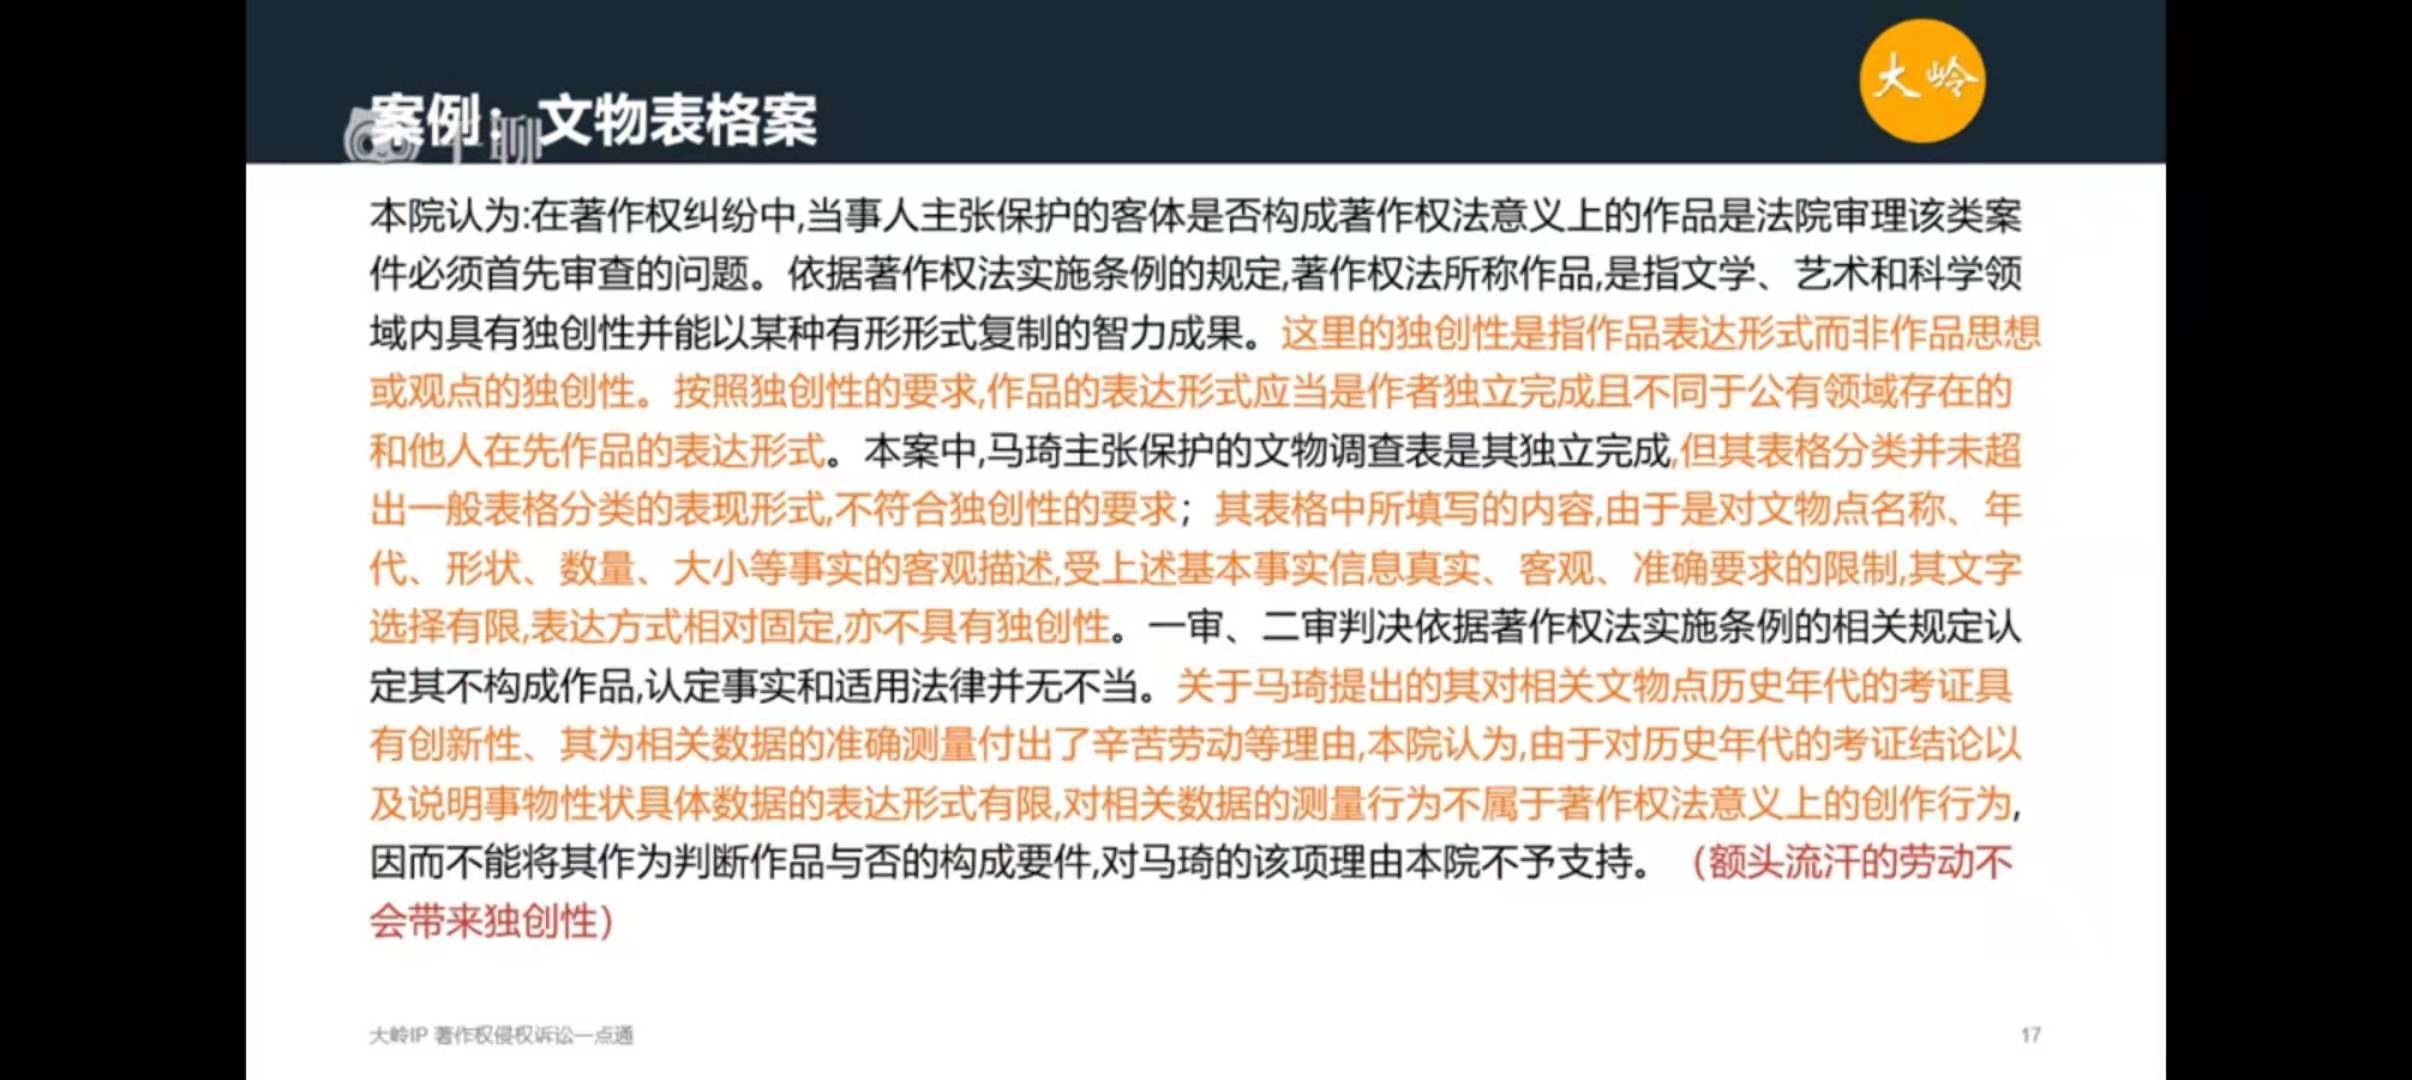 大岭
案例：文物表格案
千聊
本院认为:在著作权纠纷中,当事人主张保护的客体是否构成著作权法意义上的作品是法院审理该类案
件必须首先审查的问题。依据著作权法实施条例的规定,著作权法所称作品,是指文学、艺术和科学领
域内具有独创性并能以某种有形形式复制的智力成果。这里的独创性是指作品表达形式而非作品思想
或观点的独创性。按照独创性的要求,作品的表达形式应当是作者独立完成且不同于公有领域存在的
和他人在先作品的表达形式。本案中,马琦主张保护的文物调查表是其独立完成,但其表格分类并未超
出一般表格分类的表现形式,不符合独创性的要求；其表格中所填写的内容,由于是对文物点名称、年
代、形状、数量、大小等事实的客观描述,受上述基本事实信息真实、客观、准确要求的限制,其文字
选择有限,表达方式相对固定,亦不具有独创性。一审、二审判决依据著作权法实施条例的相关规定认
定其不构成作品,认定事实和适用法律并无不当。关于马琦提出的其对相关文物点历史年代的考证具
有创新性、其为相关数据的准确测量付出了辛苦劳动等理由,本院认为,由于对历史年代的考证结论以
及说明事物性状具体数据的表达形式有限,对相关数据的测量行为不属于著作权法意义上的创作行为,
因而不能将其作为判断作品与否的构成要件,对马琦的该项理由本院不予支持。（额头流汗的劳动不
会带来独创性）
大岭IP 著作权侵权诉讼一点通
17